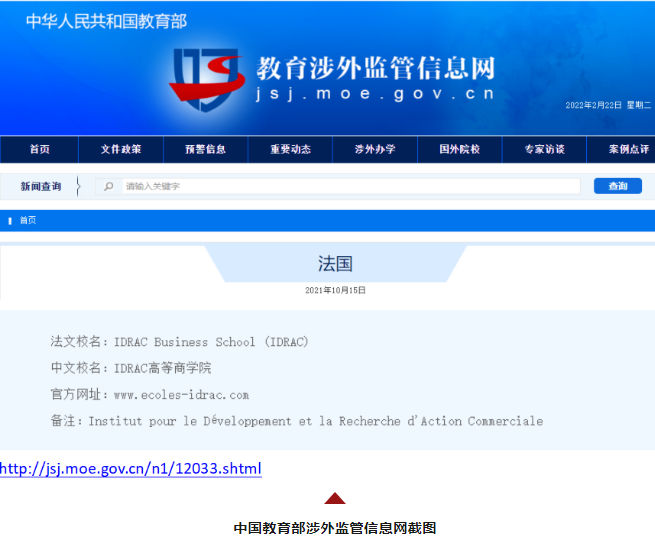 中华人民共和国教育部
教育涉外监管信息网
jsj.moe.gov.cn
2022年2月22日 星期二
首页 文件政策 预警信息 重要动态 涉外办学 国外院校 专家访谈 案例点评
新闻查询 请输入关键字 查询
首页
法国
2021年10月15日
法文校名：IDRAC Business School (IDRAC)
中文校名：IDRAC高等商学院
官方网址：www.ecoles-idrac.com
备注：Institut pour le Développement et la Recherche d'Action Commerciale
http://jsj.moe.gov.cn/n1/12033.shtml
中国教育部涉外监管信息网截图